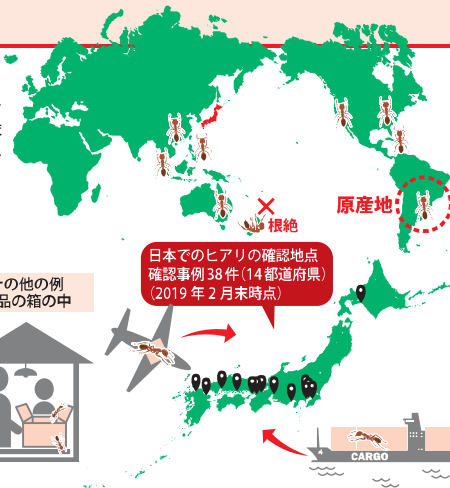 原産地
根絶
日本でのヒアリの確認地点
確認事例38件（14都道府県）
（2019年2月末時点）
の他の例
品の箱の中
CARGO